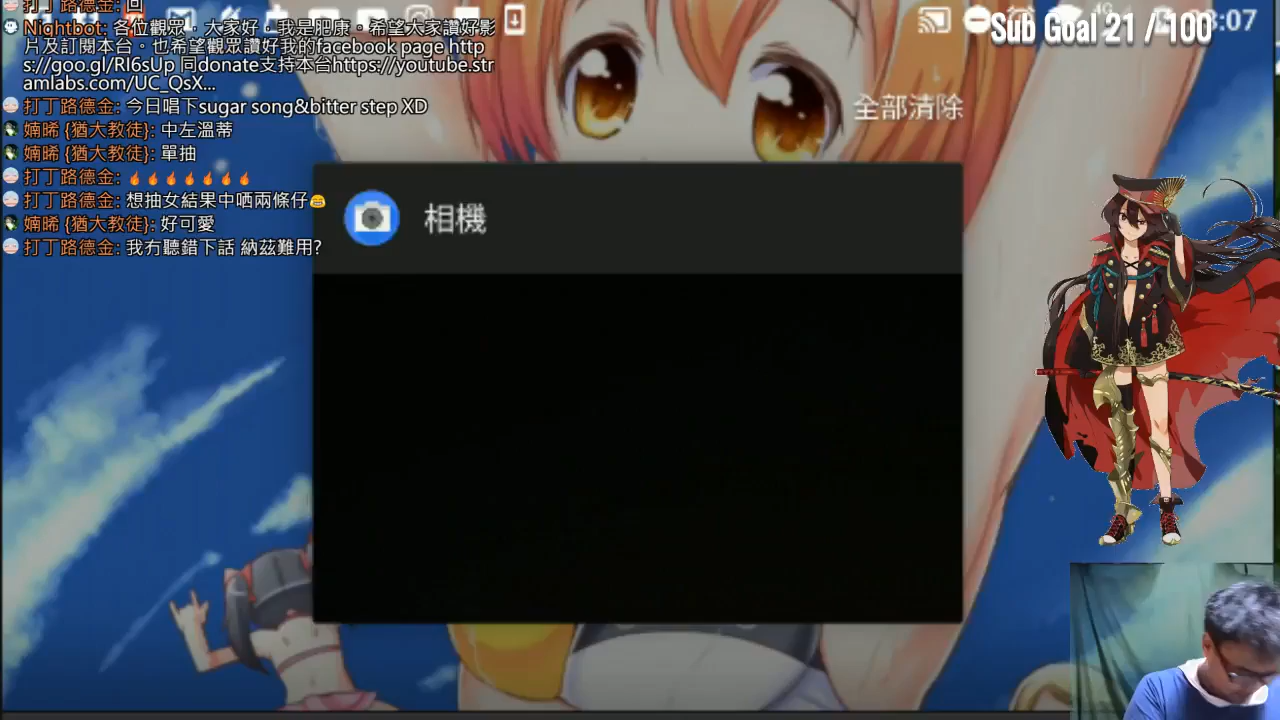 打丁路德金: 回
Nightbot: 各位觀眾，大家好，我是肥康，希望大家讚好影
片及訂閱本台。也希望觀眾讚好我的facebook page http
s://goo.gl/RI6sUp 同donate支持本台https://youtube.str
amlabs.com/UC_QsX...
打丁路德金: 今日唱下sugar song&bitter step XD
婻晞 {猶大教徒}: 中左溫蒂
婻晞 {猶大教徒}: 單抽
打丁路德金: 🔥🔥🔥🔥🔥🔥🔥
打丁路德金: 想抽女結果中晒兩條仔😂
婻晞 {猶大教徒}: 好可愛
打丁路德金: 我冇聽錯下話 納茲難用?
Sub Goal 21 / 100
:07
全部清除
相機